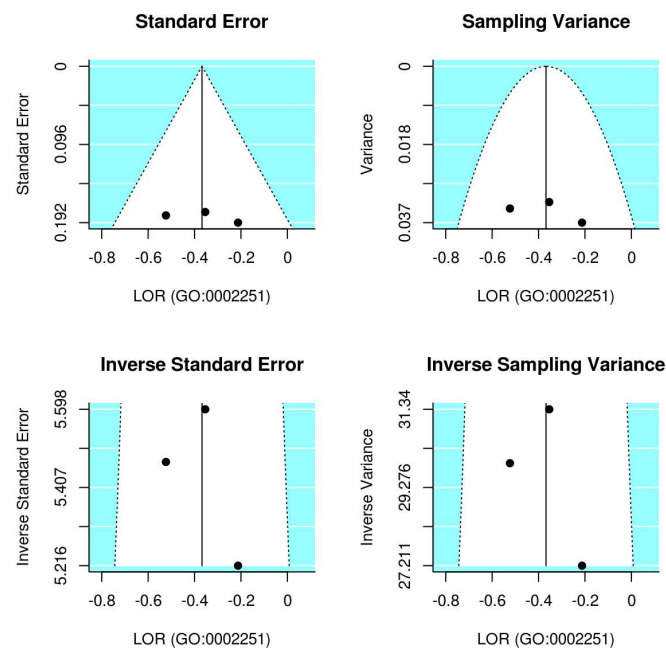 Standard Error
Standard Error
0
0.096
0.192
-0.8 -0.6 -0.4 -0.2 0
LOR (GO:0002251)
Sampling Variance
Variance
0
0.018
0.037
-0.8 -0.6 -0.4 -0.2 0
LOR (GO:0002251)
Inverse Standard Error
Inverse Standard Error
5.598
5.407
5.216
-0.8 -0.6 -0.4 -0.2 0
LOR (GO:0002251)
Inverse Sampling Variance
Inverse Variance
31.34
29.276
27.211
-0.8 -0.6 -0.4 -0.2 0
LOR (GO:0002251)